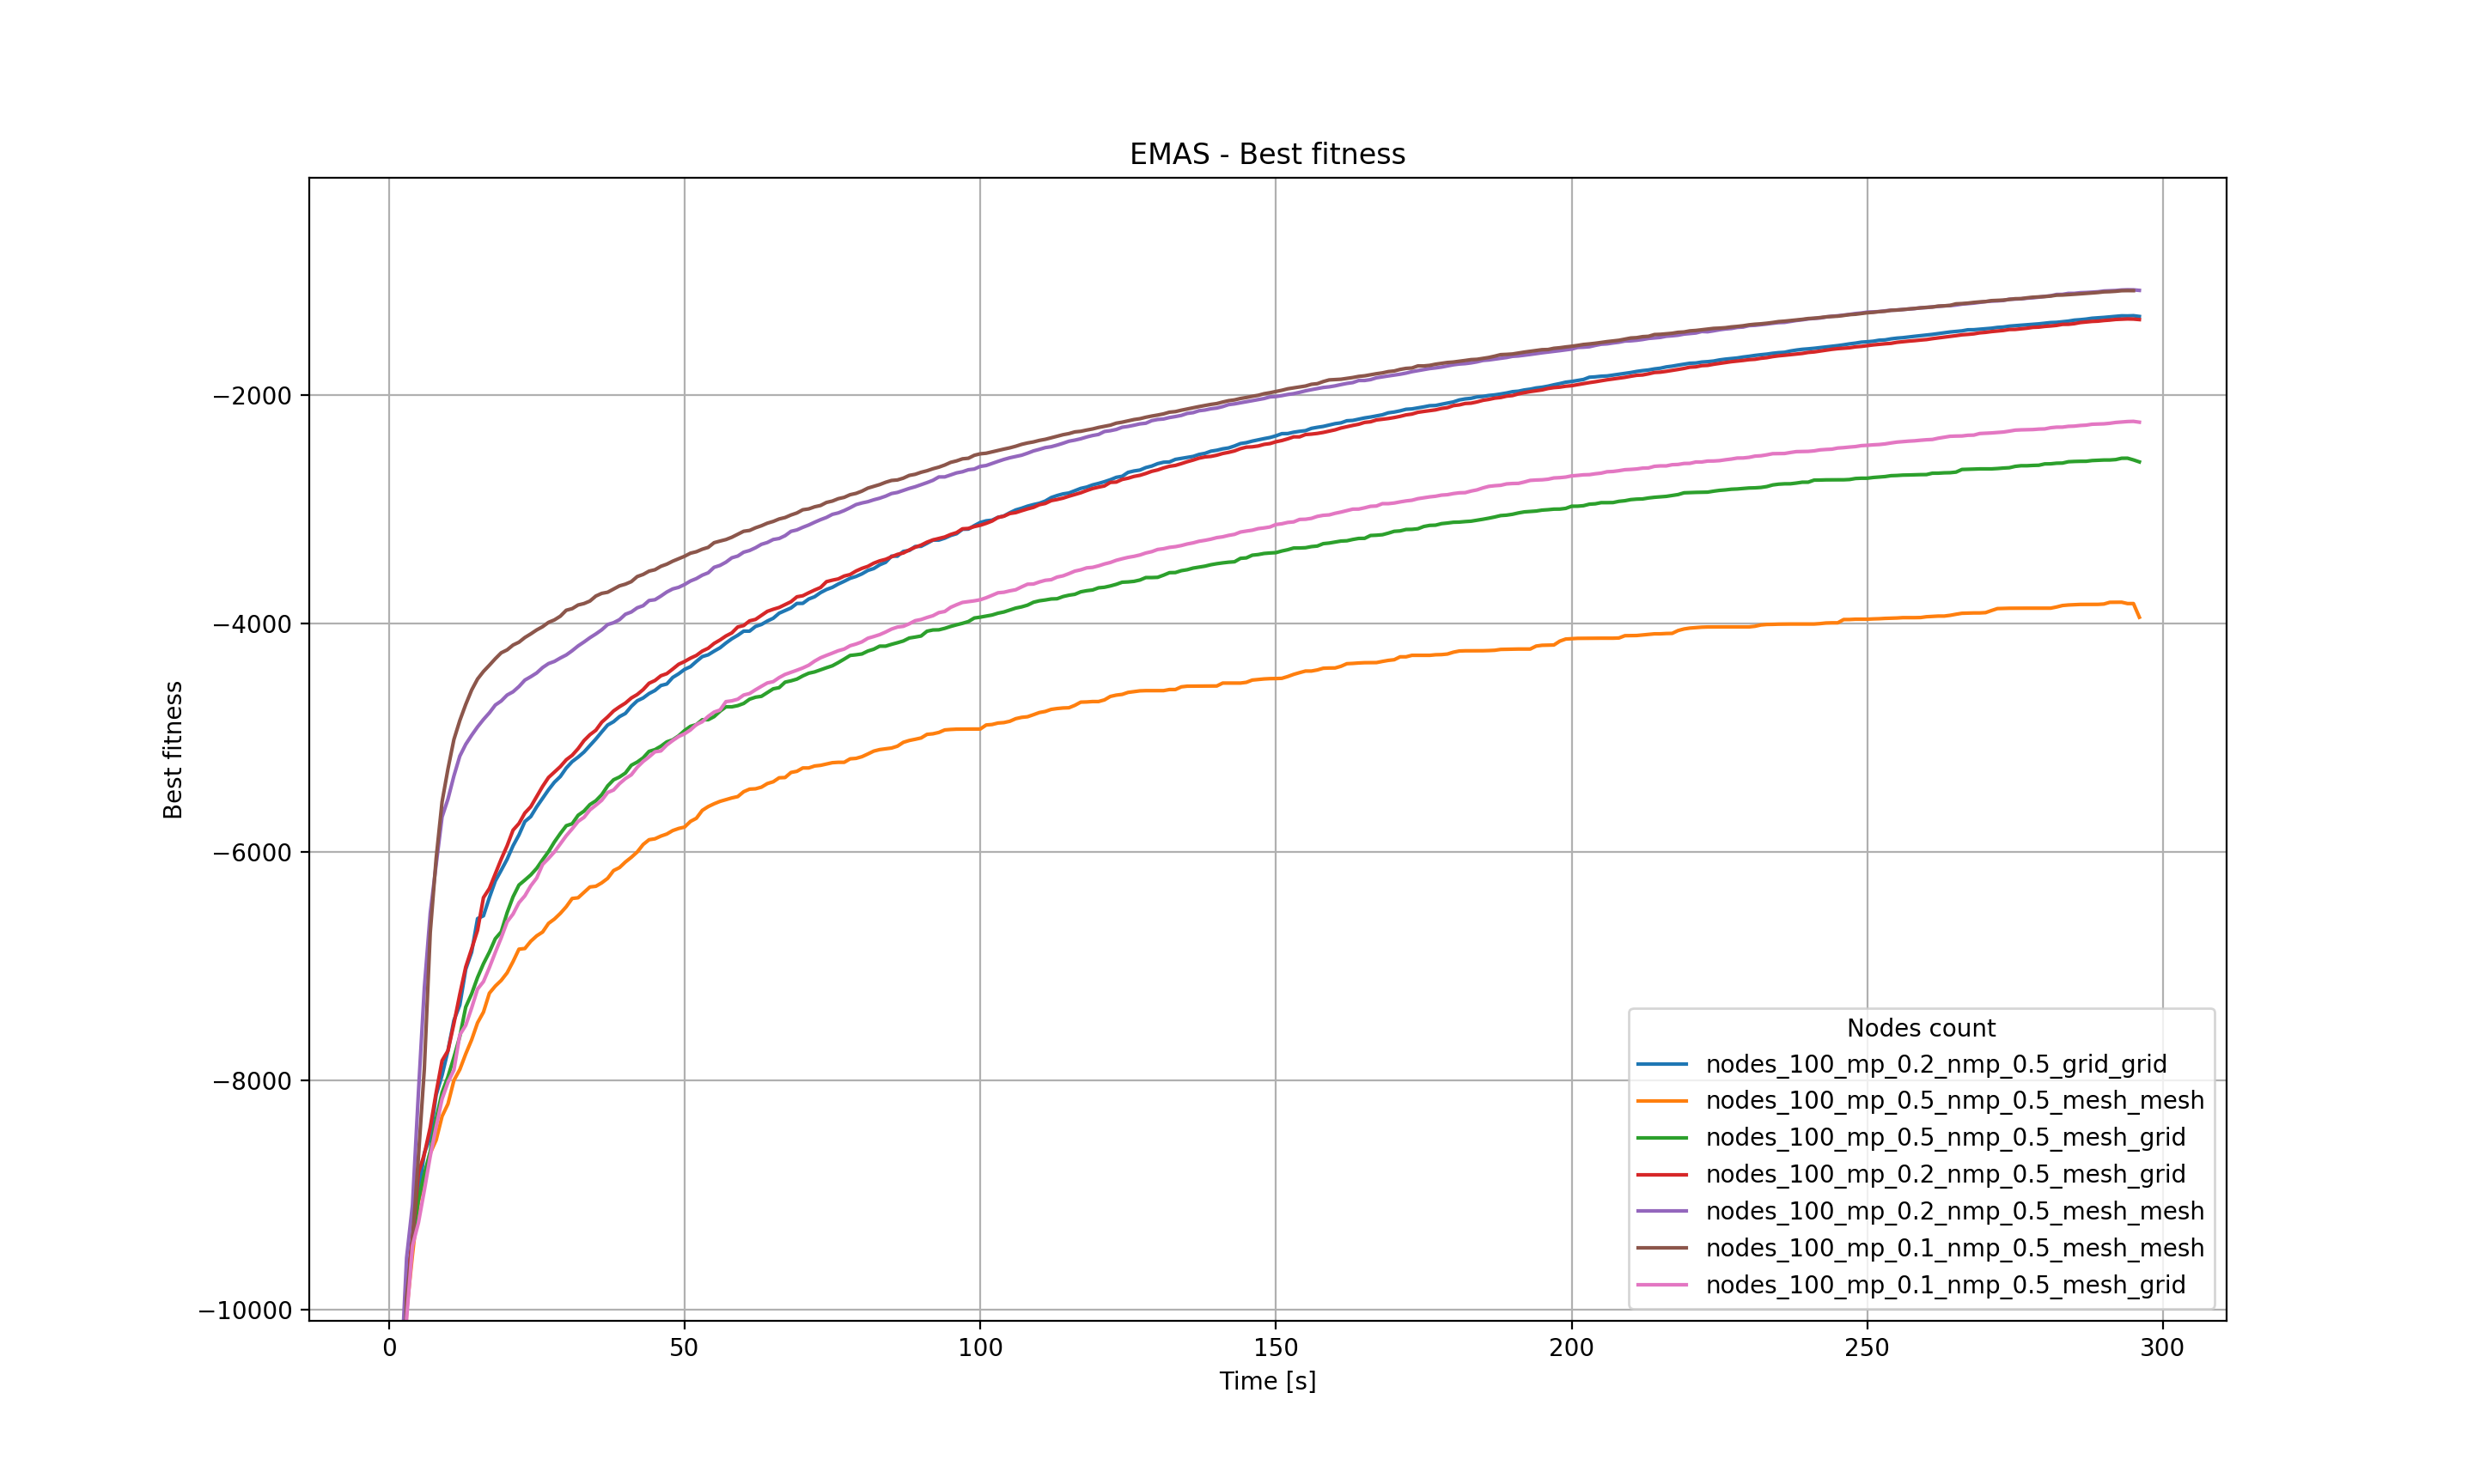 EMAS - Best fitness
Best fitness
−2000
−4000
−6000
−8000
−10000
0 50 100 150 200 250 300
Time [s]
Nodes count
nodes_100_mp_0.2_nmp_0.5_grid_grid
nodes_100_mp_0.5_nmp_0.5_mesh_mesh
nodes_100_mp_0.5_nmp_0.5_mesh_grid
nodes_100_mp_0.2_nmp_0.5_mesh_grid
nodes_100_mp_0.2_nmp_0.5_mesh_mesh
nodes_100_mp_0.1_nmp_0.5_mesh_mesh
nodes_100_mp_0.1_nmp_0.5_mesh_grid